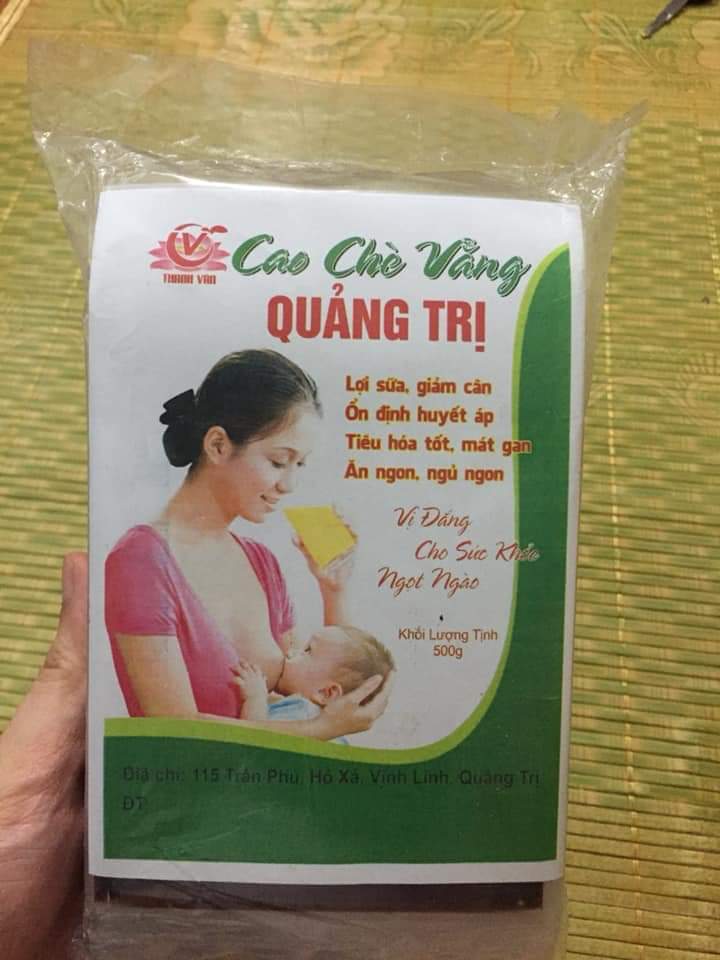 V
THANH VÂN
Cao Chè Vằng
QUẢNG TRỊ
Lợi sữa, giảm cân
Ổn định huyết áp
Tiêu hóa tốt, mát gan
Ăn ngon, ngủ ngon
Vị Đắng
Cho Sức Khỏe
Ngọt Ngào
Khối Lượng Tịnh
500g
Địa chỉ: 115 Trần Phú, Hồ Xá, Vĩnh Linh, Quảng Trị
ĐT